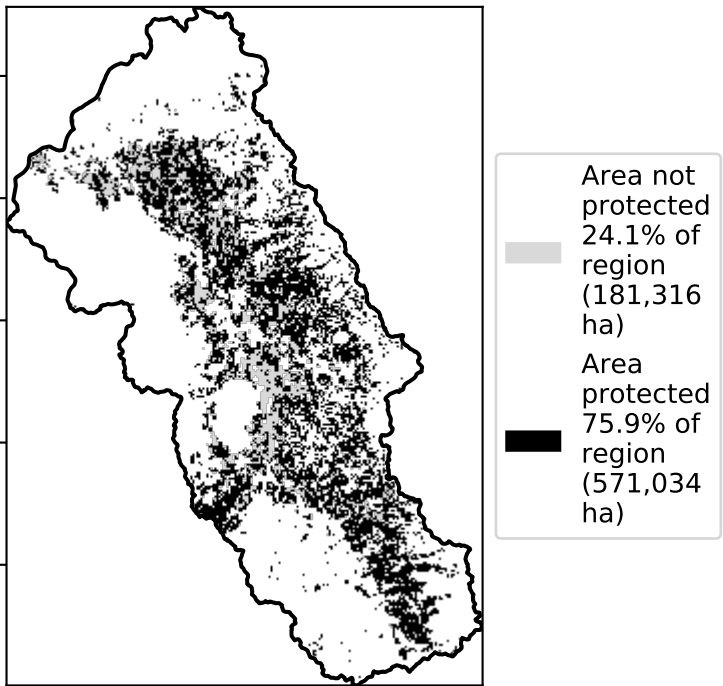 Area not
protected
24.1% of
region
(181,316
ha)
Area
protected
75.9% of
region
(571,034
ha)